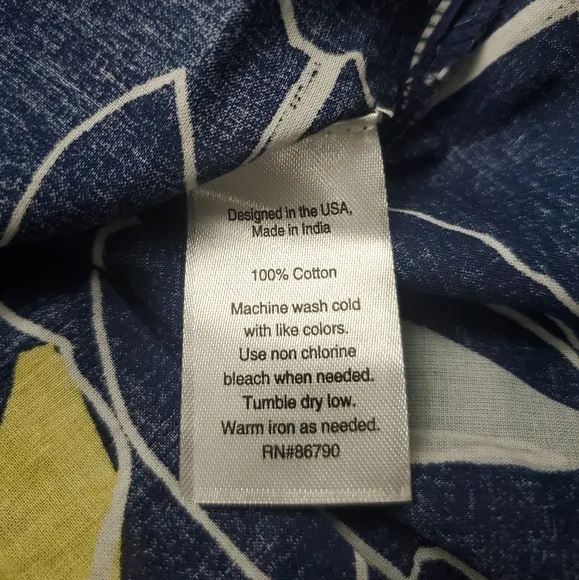 Designed in the USA,
Made in India
100% Cotton
Machine wash cold
with like colors.
Use non chlorine
bleach when needed.
Tumble dry low.
Warm iron as needed.
RN#86790